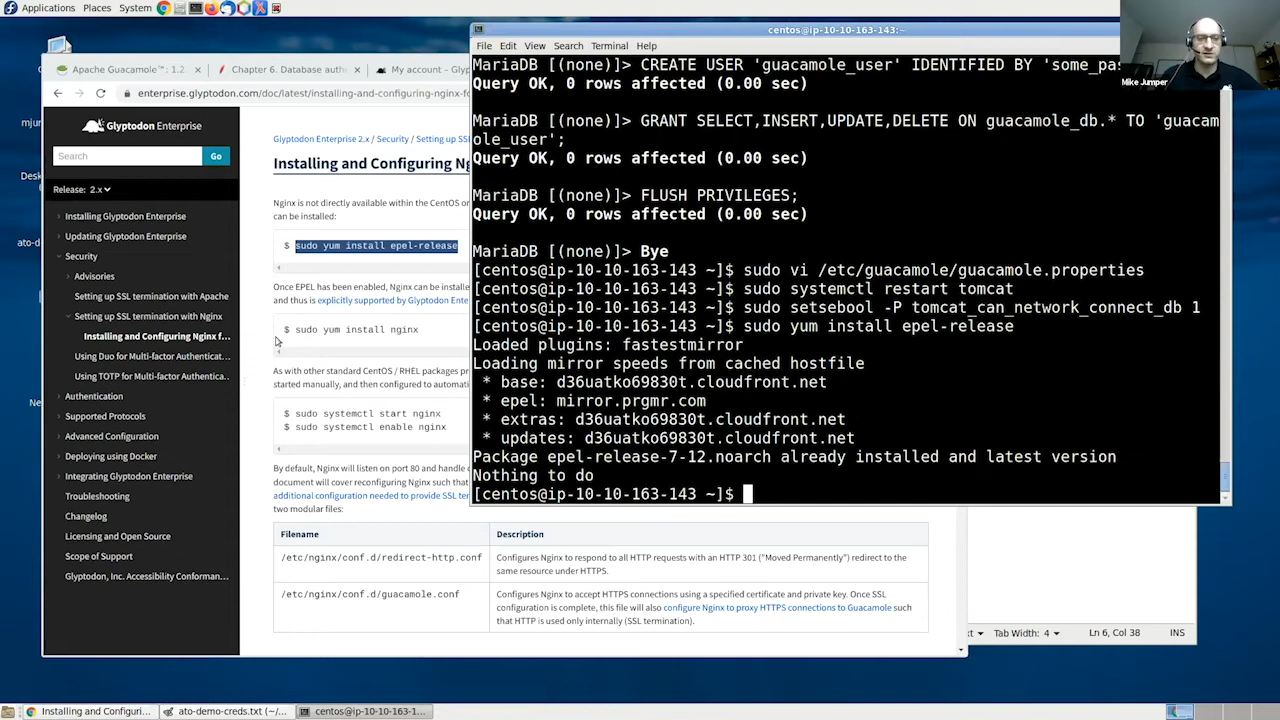 Applications Places System
centos@ip-10-10-163-143:~
File Edit View Search Terminal Help
Mike Jumper
Apache Guacamole™: 1.2. × Chapter 6. Database auth × My account – Glyp
enterprise.glyptodon.com/doc/latest/installing-and-configuring-nginx-fo
Glyptodon Enterprise
Search Go
Release: 2.x
Installing Glyptodon Enterprise
Updating Glyptodon Enterprise
Security
Advisories
Setting up SSL termination with Apache
Setting up SSL termination with Nginx
Installing and Configuring Nginx f...
Using Duo for Multi-factor Authenticat...
Using TOTP for Multi-factor Authentica...
Authentication
Supported Protocols
Advanced Configuration
Deploying using Docker
Integrating Glyptodon Enterprise
Troubleshooting
Changelog
Licensing and Open Source
Scope of Support
Glyptodon, Inc. Accessibility Conforman...
Glyptodon Enterprise 2.x / Security / Setting up SS
Installing and Configuring N
Nginx is not directly available within the CentOS or
can be installed:
$ sudo yum install epel-release
Once EPEL has been enabled, Nginx can be installe
and thus is explicitly supported by Glyptodon Ente
$ sudo yum install nginx
As with other standard CentOS / RHEL packages pr
started manually, and then configured to automati
$ sudo systemctl start nginx
$ sudo systemctl enable nginx
By default, Nginx will listen on port 80 and handle
document will cover reconfiguring Nginx such that
additional configuration needed to provide SSL ter
two modular files:
Filename Description
/etc/nginx/conf.d/redirect-http.conf Configures Nginx to respond to all HTTP requests with an HTTP 301 ("Moved Permanently") redirect to the
same resource under HTTPS.
/etc/nginx/conf.d/guacamole.conf Configures Nginx to accept HTTPS connections using a specified certificate and private key. Once SSL
configuration is complete, this file will also configure Nginx to proxy HTTPS connections to Guacamole such
that HTTP is used only internally (SSL termination).
MariaDB [(none)]> CREATE USER 'guacamole_user' IDENTIFIED BY 'some_pas
Query OK, 0 rows affected (0.00 sec)
MariaDB [(none)]> GRANT SELECT,INSERT,UPDATE,DELETE ON guacamole_db.* TO 'guacam
ole_user';
Query OK, 0 rows affected (0.00 sec)
MariaDB [(none)]> FLUSH PRIVILEGES;
Query OK, 0 rows affected (0.00 sec)
MariaDB [(none)]> Bye
[centos@ip-10-10-163-143 ~]$ sudo vi /etc/guacamole/guacamole.properties
[centos@ip-10-10-163-143 ~]$ sudo systemctl restart tomcat
[centos@ip-10-10-163-143 ~]$ sudo setsebool -P tomcat_can_network_connect_db 1
[centos@ip-10-10-163-143 ~]$ sudo yum install epel-release
Loaded plugins: fastestmirror
Loading mirror speeds from cached hostfile
* base: d36uatko69830t.cloudfront.net
* epel: mirror.prgmr.com
* extras: d36uatko69830t.cloudfront.net
* updates: d36uatko69830t.cloudfront.net
Package epel-release-7-12.noarch already installed and latest version
Nothing to do
[centos@ip-10-10-163-143 ~]$
Tab Width: 4 Ln 6, Col 38 INS
Installing and Configuri... ato-demo-creds.txt (~/... centos@ip-10-10-163-1...